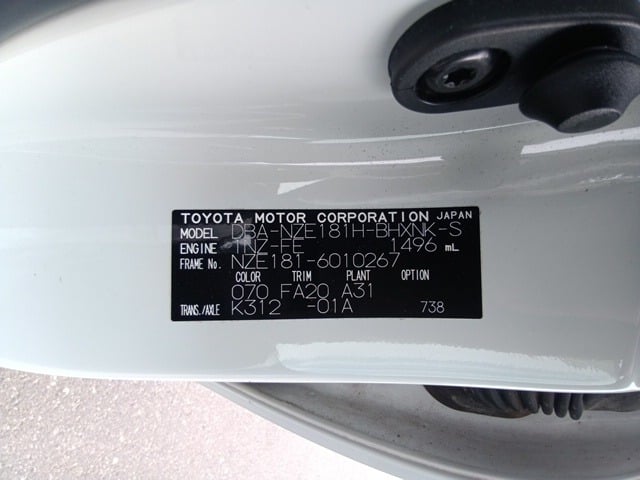 TOYOTA MOTOR CORPORATION JAPAN
MODEL DBA-NZE181H-BHXNK-S
ENGINE 1NZ-FE 1496 mL
FRAME No. NZE181-6010267
COLOR TRIM PLANT OPTION
070 FA20 A31
TRANS./AXLE K312 -01A 738